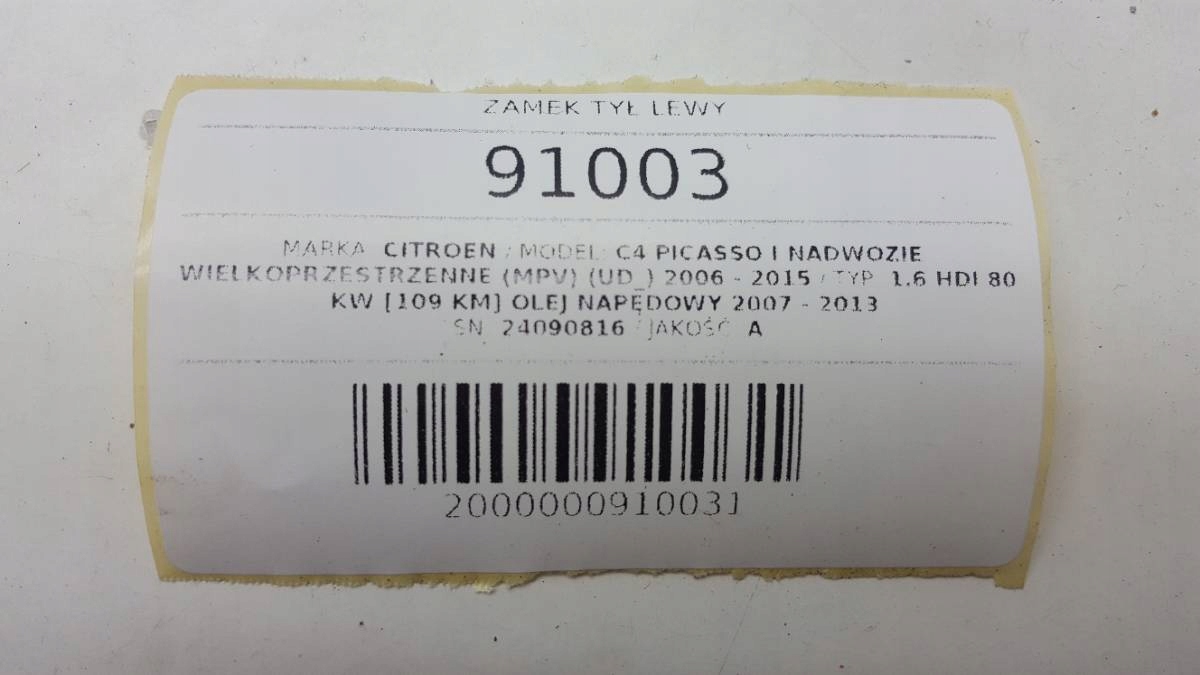 ZAMEK TYŁ LEWY
91003
MARKA: CITROEN / MODEL: C4 PICASSO I NADWOZIE
WIELKOPRZESTRZENNE (MPV) (UD_) 2006 - 2015 / TYP: 1.6 HDI 80
KW [109 KM] OLEJ NAPĘDOWY 2007 - 2013
SN: 24090816 / JAKOŚĆ: A
2000000910031